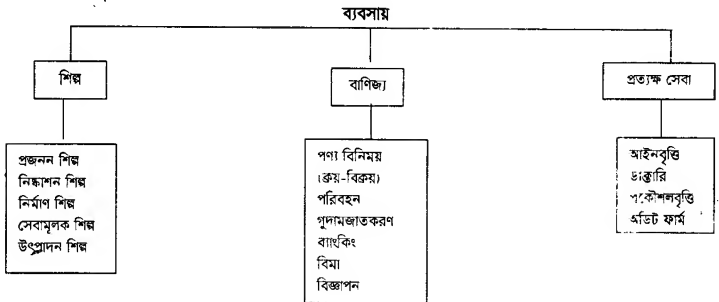 ব্যবসায়
শিল্প
বাণিজ্য
প্রত্যক্ষ সেবা
প্রজনন শিল্প
নিষ্কাশন শিল্প
নির্মাণ শিল্প
সেবামূলক শিল্প
উৎপাদন শিল্প
পণ্য বিনিময়
(ক্রয়-বিক্রয়)
পরিবহন
গুদামজাতকরণ
ব্যাংকিং
বিমা
বিজ্ঞাপন
আইনবৃত্তি
ডাক্তারি
প্রকৌশলবৃত্তি
অডিট ফার্ম